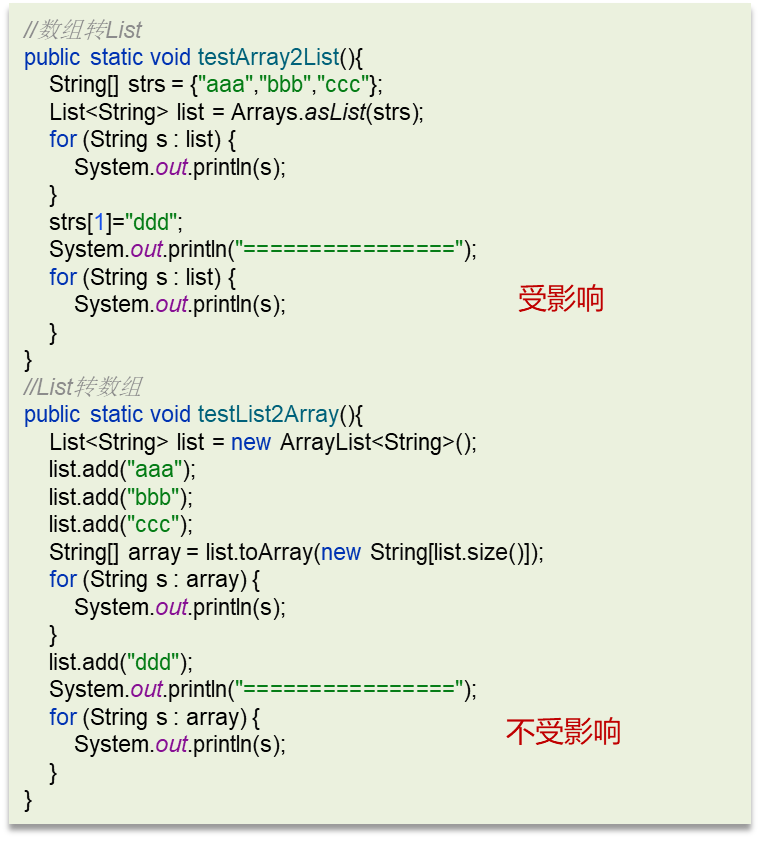 //数组转List
public static void testArray2List(){
String[] strs = {"aaa","bbb","ccc"};
List<String> list = Arrays.asList(strs);
for (String s : list) {
System.out.println(s);
}
strs[1]="ddd";
System.out.println("================");
for (String s : list) {
System.out.println(s);
受影响
}
}
//List转数组
public static void testList2Array(){
List<String> list = new ArrayList<String>();
list.add("aaa");
list.add("bbb");
list.add("ccc");
String[] array = list.toArray(new String[list.size()]);
for (String s : array) {
System.out.println(s);
}
list.add("ddd");
System.out.println("================");
for (String s : array) {
System.out.println(s);
不受影响
}
}